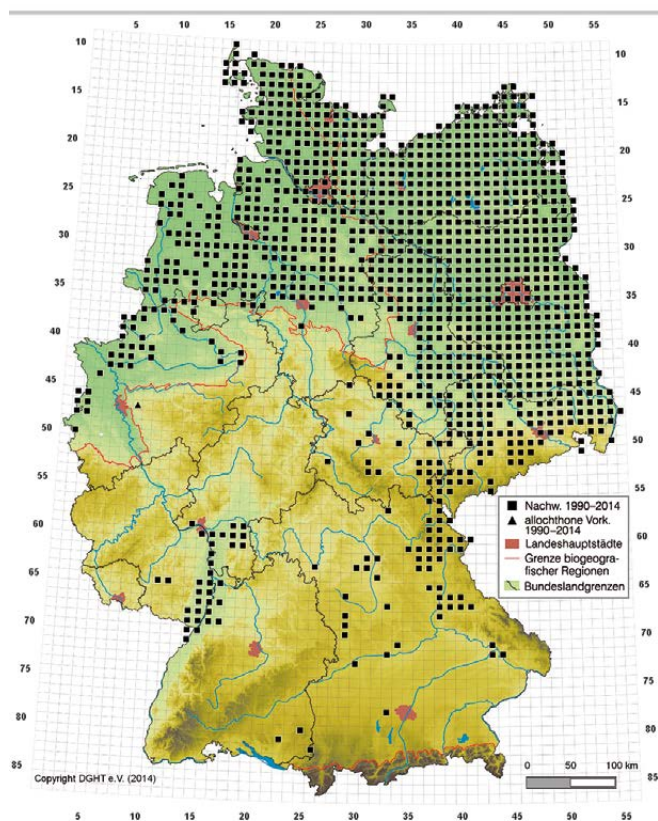 5 10 15 20 25 30 35 40 45 50 55
10 10
15 15
20 20
25 25
30 30
35 35
40 40
45 45
50 50
55 55
60 60
65 65
70 70
75 75
80 80
85 85
Nachw. 1990–2014
allochthone Vork.
1990–2014
Landeshauptstädte
Grenze biogeogra-
fischer Regionen
Bundeslandgrenzen
Copyright DGHT e.V. (2014)
0 50 100 km
5 10 15 20 25 30 35 40 45 50 55